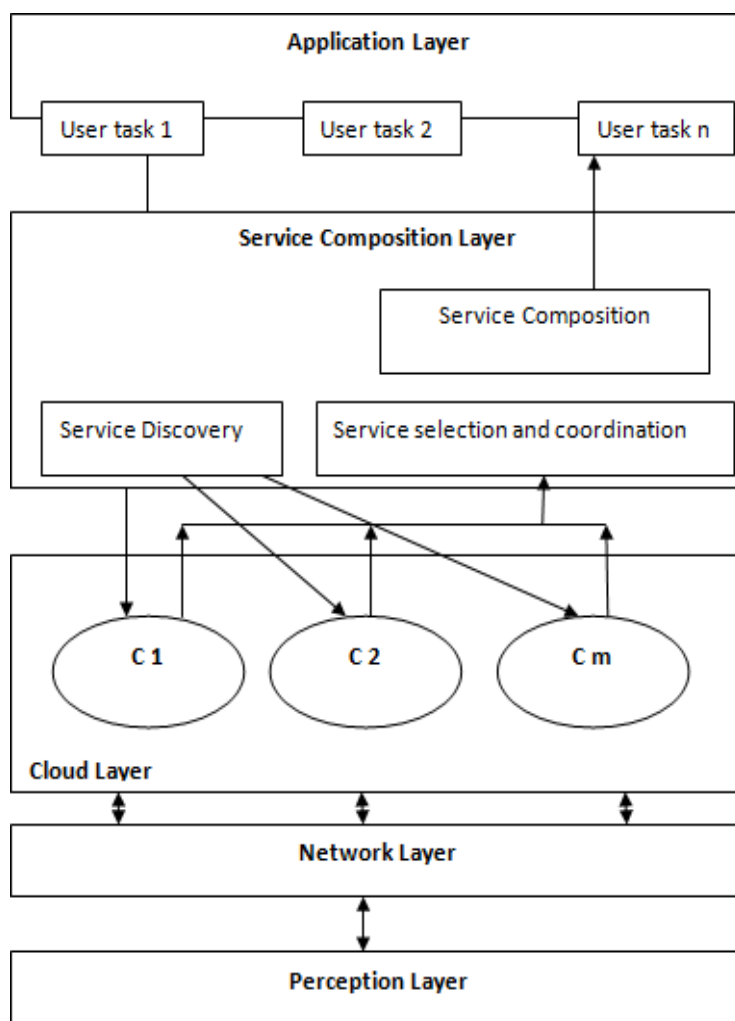 Application Layer
User task 1
User task 2
User task n
Service Composition Layer
Service Composition
Service Discovery
Service selection and coordination
C 1
C 2
C m
Cloud Layer
Network Layer
Perception Layer